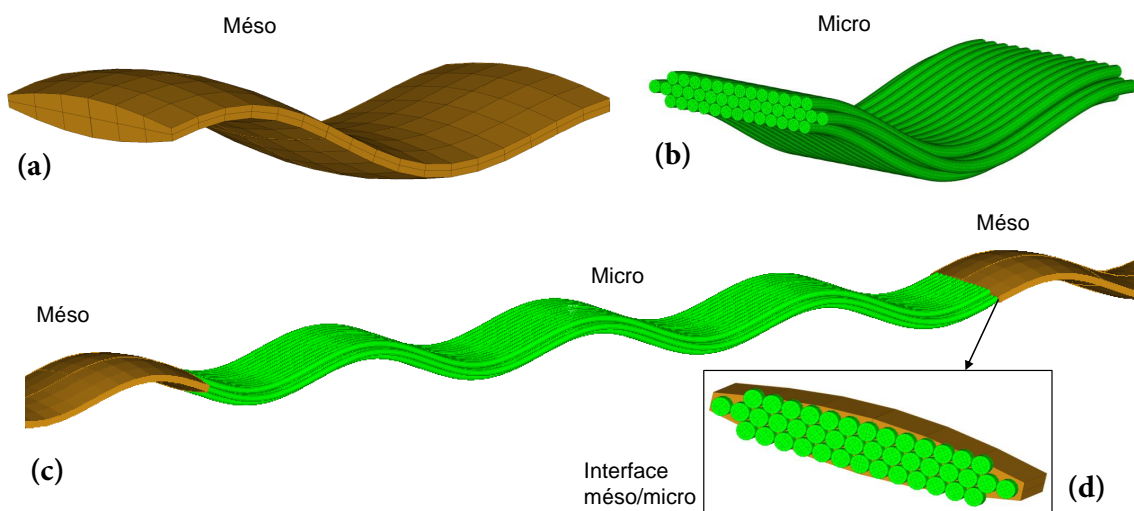 Méso
Micro
(a)
(b)
Méso
Micro
Méso
(c)
Interface
méso/micro
(d)